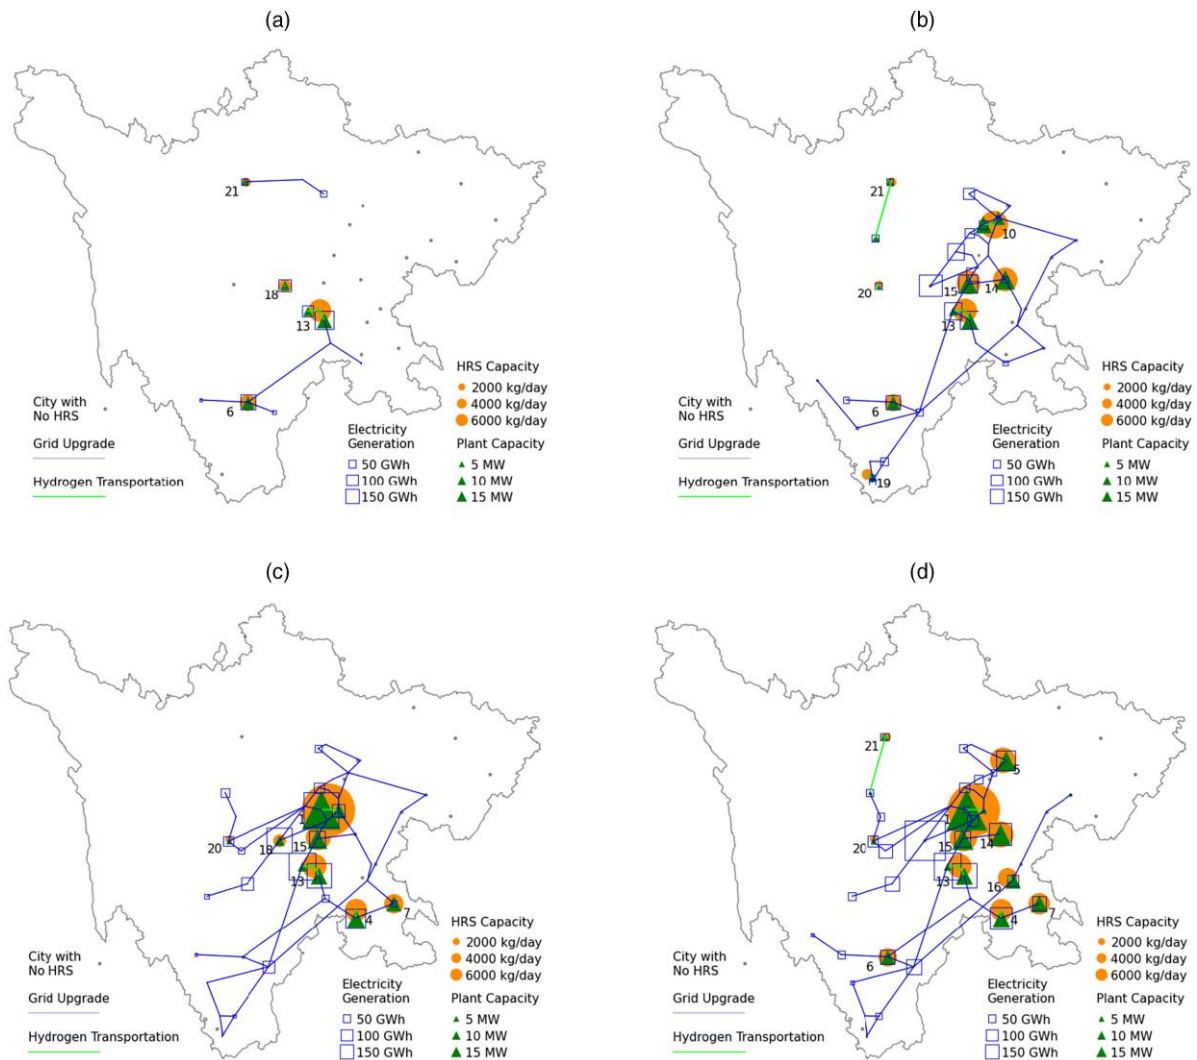 (a)
21
18
13
6
City with
No HRS
Grid Upgrade
Hydrogen Transportation
Electricity
Generation
50 GWh
100 GWh
150 GWh
HRS Capacity
2000 kg/day
4000 kg/day
6000 kg/day
Plant Capacity
5 MW
10 MW
15 MW
(b)
21
10
20
15
14
13
6
19
City with
No HRS
Grid Upgrade
Hydrogen Transportation
Electricity
Generation
50 GWh
100 GWh
150 GWh
HRS Capacity
2000 kg/day
4000 kg/day
6000 kg/day
Plant Capacity
5 MW
10 MW
15 MW
(c)
1
20
18
15
13
4
7
City with
No HRS
Grid Upgrade
Hydrogen Transportation
Electricity
Generation
50 GWh
100 GWh
150 GWh
HRS Capacity
2000 kg/day
4000 kg/day
6000 kg/day
Plant Capacity
5 MW
10 MW
15 MW
(d)
21
5
1
20
15
14
13
16
7
4
6
City with
No HRS
Grid Upgrade
Hydrogen Transportation
Electricity
Generation
50 GWh
100 GWh
150 GWh
HRS Capacity
2000 kg/day
4000 kg/day
6000 kg/day
Plant Capacity
5 MW
10 MW
15 MW